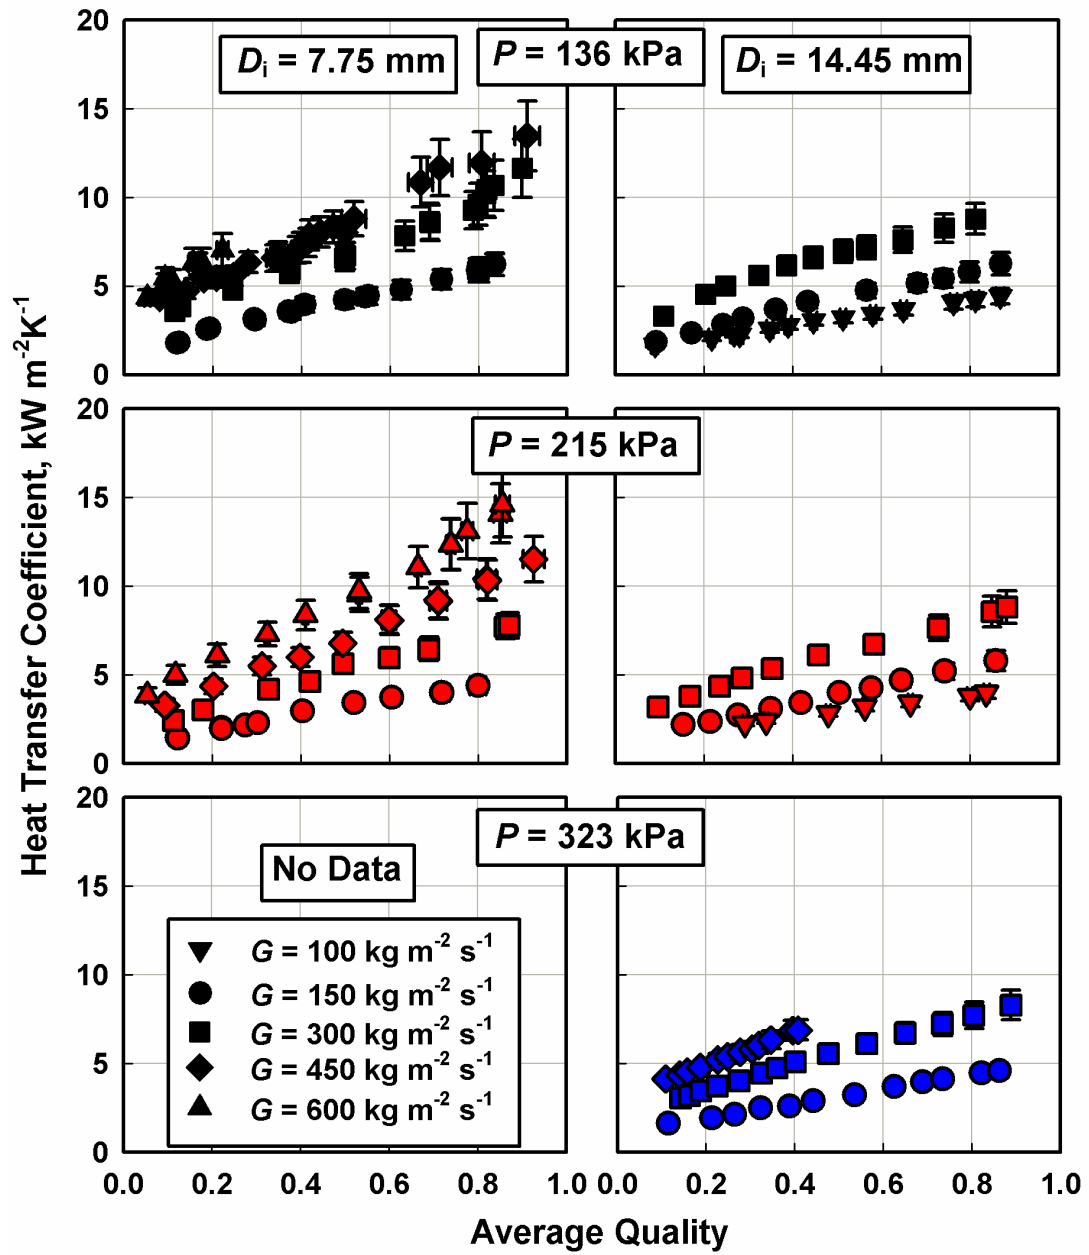 20
15
10
5
0
D_i = 7.75 mm
P = 136 kPa
D_i = 14.45 mm
20
15
10
5
0
P = 215 kPa
20
15
10
5
0
P = 323 kPa
No Data
G = 100 kg m^-2 s^-1
G = 150 kg m^-2 s^-1
G = 300 kg m^-2 s^-1
G = 450 kg m^-2 s^-1
G = 600 kg m^-2 s^-1
0.0 0.2 0.4 0.6 0.8 1.0
0.0 0.2 0.4 0.6 0.8 1.0
Average Quality
Heat Transfer Coefficient, kW m^-2K^-1